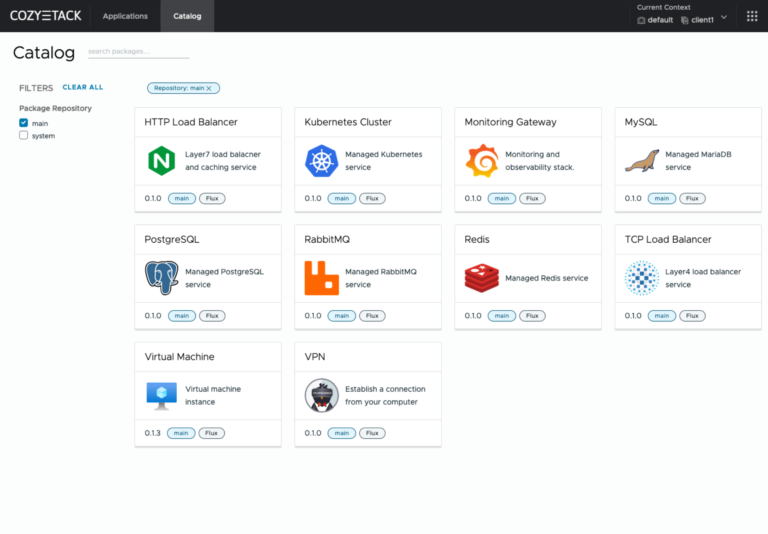 COZYSTACK
Applications
Catalog
Current Context
default client1
Catalog
search packages...
FILTERS CLEAR ALL
Package Repository
main
system
Repository: main
HTTP Load Balancer
Layer7 load balacner
and caching service
0.1.0 main Flux
Kubernetes Cluster
Managed Kubernetes
service
0.1.0 main Flux
Monitoring Gateway
Monitoring and
observability stack.
0.1.0 main Flux
MySQL
Managed MariaDB
service
0.1.0 main Flux
PostgreSQL
Managed PostgreSQL
service
0.1.0 main Flux
RabbitMQ
Managed RabbitMQ
service
0.1.0 main Flux
Redis
Managed Redis service
0.1.0 main Flux
TCP Load Balancer
Layer4 load balancer
service
0.1.0 main Flux
Virtual Machine
Virtual machine
instance
0.1.3 main Flux
VPN
Establish a connection
from your computer
0.1.0 main Flux